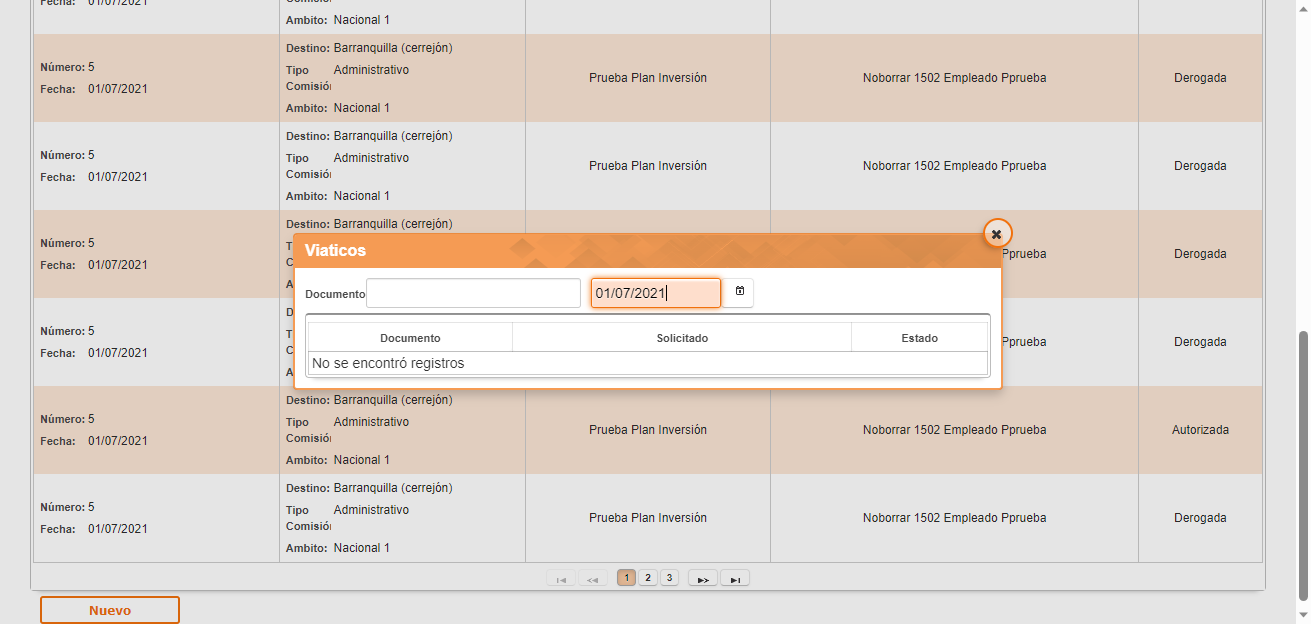 Fecha: 01/07/2021
Ambito: Nacional 1
Número: 5
Fecha: 01/07/2021
Destino: Barranquilla (cerrejón)
Tipo Administrativo
Comisión
Ambito: Nacional 1
Prueba Plan Inversión
Noborrar 1502 Empleado Pprueba
Derogada
Número: 5
Fecha: 01/07/2021
Destino: Barranquilla (cerrejón)
Tipo Administrativo
Comisión
Ambito: Nacional 1
Prueba Plan Inversión
Noborrar 1502 Empleado Pprueba
Derogada
Número: 5
Fecha: 01/07/2021
Destino: Barranquilla (cerrejón)
Pprueba
Derogada
Viaticos
Documento
01/07/2021
Documento Solicitado Estado
No se encontró registros
Número: 5
Fecha: 01/07/2021
Pprueba
Derogada
Número: 5
Fecha: 01/07/2021
Destino: Barranquilla (cerrejón)
Tipo Administrativo
Comisión
Ambito: Nacional 1
Prueba Plan Inversión
Noborrar 1502 Empleado Pprueba
Autorizada
Número: 5
Fecha: 01/07/2021
Destino: Barranquilla (cerrejón)
Tipo Administrativo
Comisión
Ambito: Nacional 1
Prueba Plan Inversión
Noborrar 1502 Empleado Pprueba
Derogada
1 2 3
Nuevo